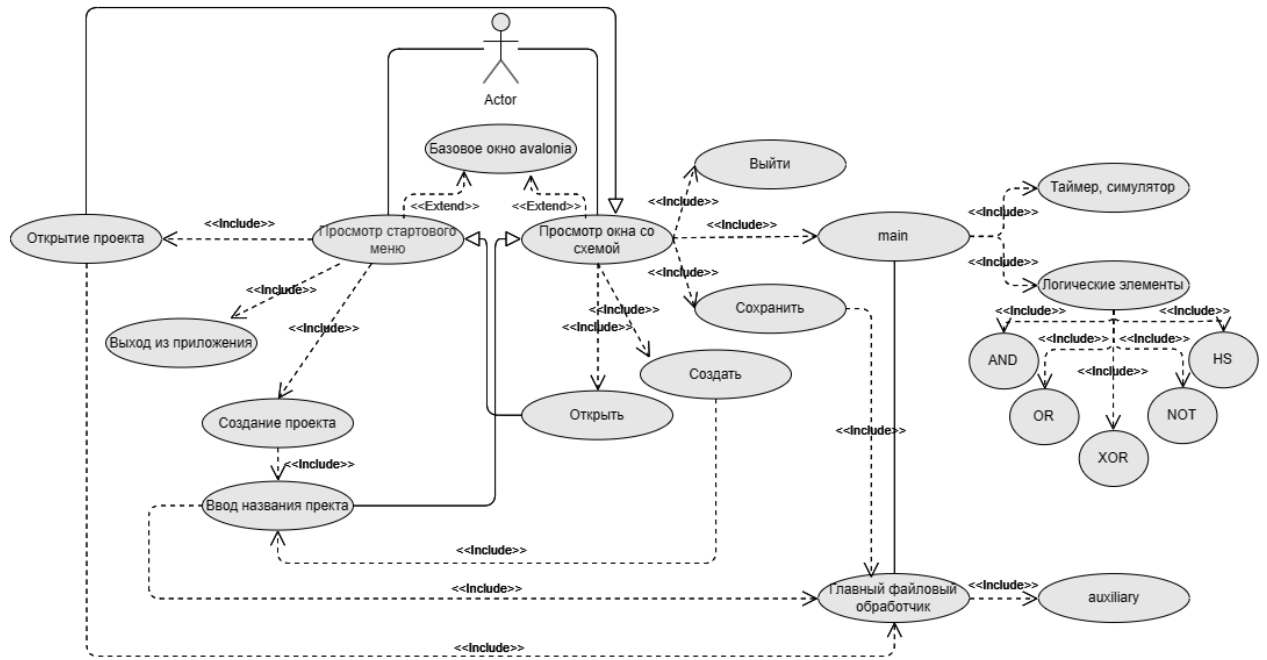 Actor
Базовое окно avalonia
Выйти
<<Extend>>
<<Extend>>
<<Include>>
Таймер, симулятор
<<Include>>
Открытие проекта
<<Include>>
Просмотр стартового
меню
Просмотр окна со
схемой
<<Include>>
main
<<Include>>
<<Include>>
<<Include>>
Логические элементы
<<Include>>
Сохранить
<<Include>>
<<Include>>
<<Include>>
<<Include>>
<<Include>>
<<Include>>
<<Include>>
Выход из приложения
AND
HS
<<Include>>
Создать
OR
NOT
Создание проекта
Открыть
<<Include>>
XOR
<<Include>>
Ввод названия пректа
<<Include>>
<<Include>>
<<Include>>
Главный файловый
обработчик
auxiliary
<<Include>>